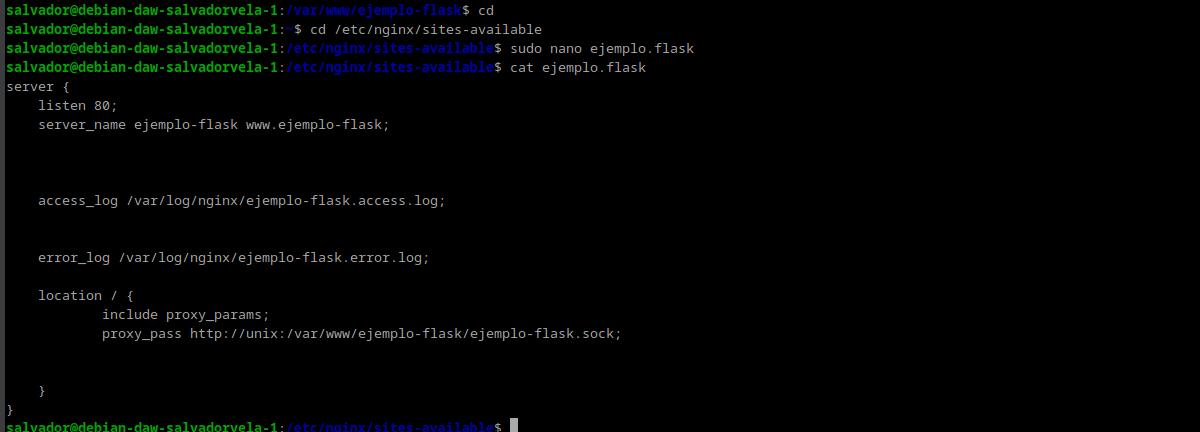 salvador@debian-daw-salvadorvela-1:/var/www/ejemplo-flask$ cd
salvador@debian-daw-salvadorvela-1:~$ cd /etc/nginx/sites-available
salvador@debian-daw-salvadorvela-1:/etc/nginx/sites-available$ sudo nano ejemplo.flask
salvador@debian-daw-salvadorvela-1:/etc/nginx/sites-available$ cat ejemplo.flask
server {
    listen 80;
    server_name ejemplo-flask www.ejemplo-flask;
    access_log /var/log/nginx/ejemplo-flask.access.log;
    error_log /var/log/nginx/ejemplo-flask.error.log;
    location / {
            include proxy_params;
            proxy_pass http://unix:/var/www/ejemplo-flask/ejemplo-flask.sock;
    }
}
salvador@debian-daw-salvadorvela-1:/etc/nginx/sites-available$